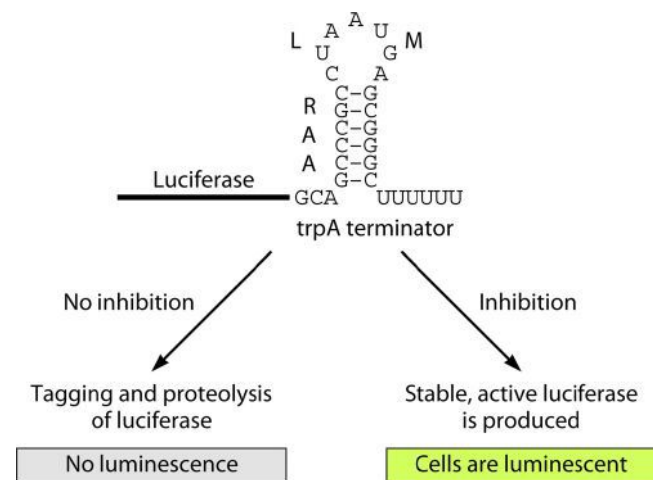 A A U
L M
U G
C A
C–G
R
G–C
C–G
A
C–G
C–G
A
G–C
Luciferase
GCA UUUUUU
trpA terminator
No inhibition
Inhibition
Tagging and proteolysis
of luciferase
No luminescence
Stable, active luciferase
is produced
Cells are luminescent